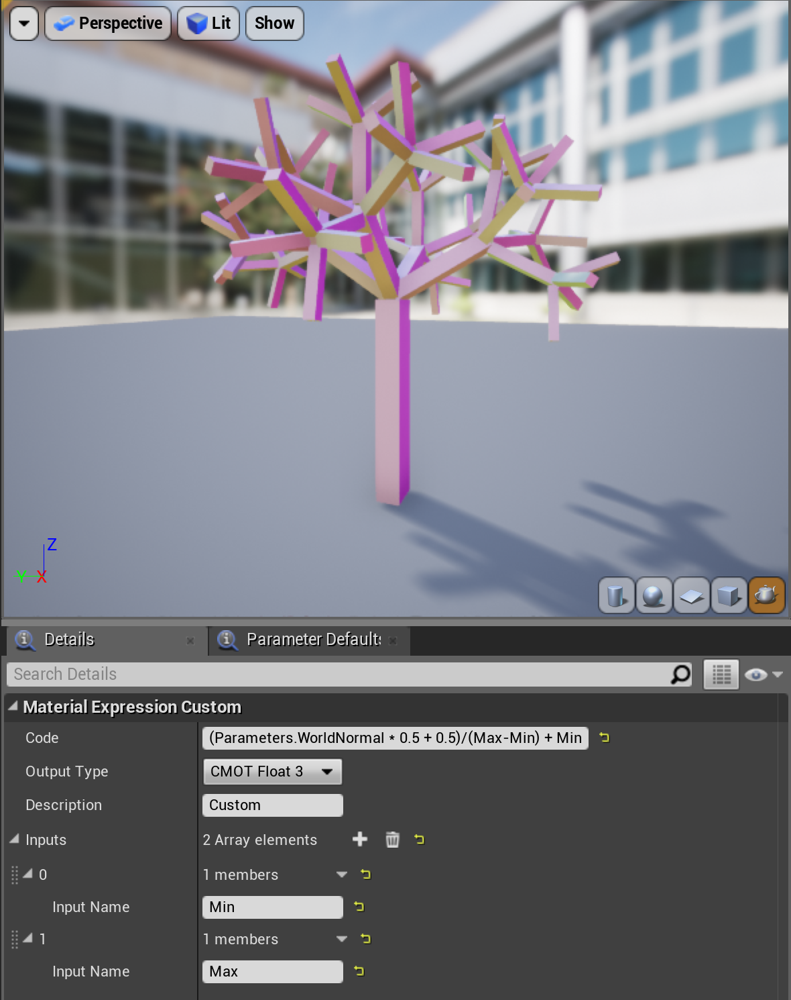 Perspective Lit Show
Z
Y X
Details Parameter Default
Search Details
Material Expression Custom
Code (Parameters.WorldNormal * 0.5 + 0.5)/(Max-Min) + Min
Output Type CMOT Float 3
Description Custom
Inputs 2 Array elements
0 1 members
Input Name Min
1 1 members
Input Name Max